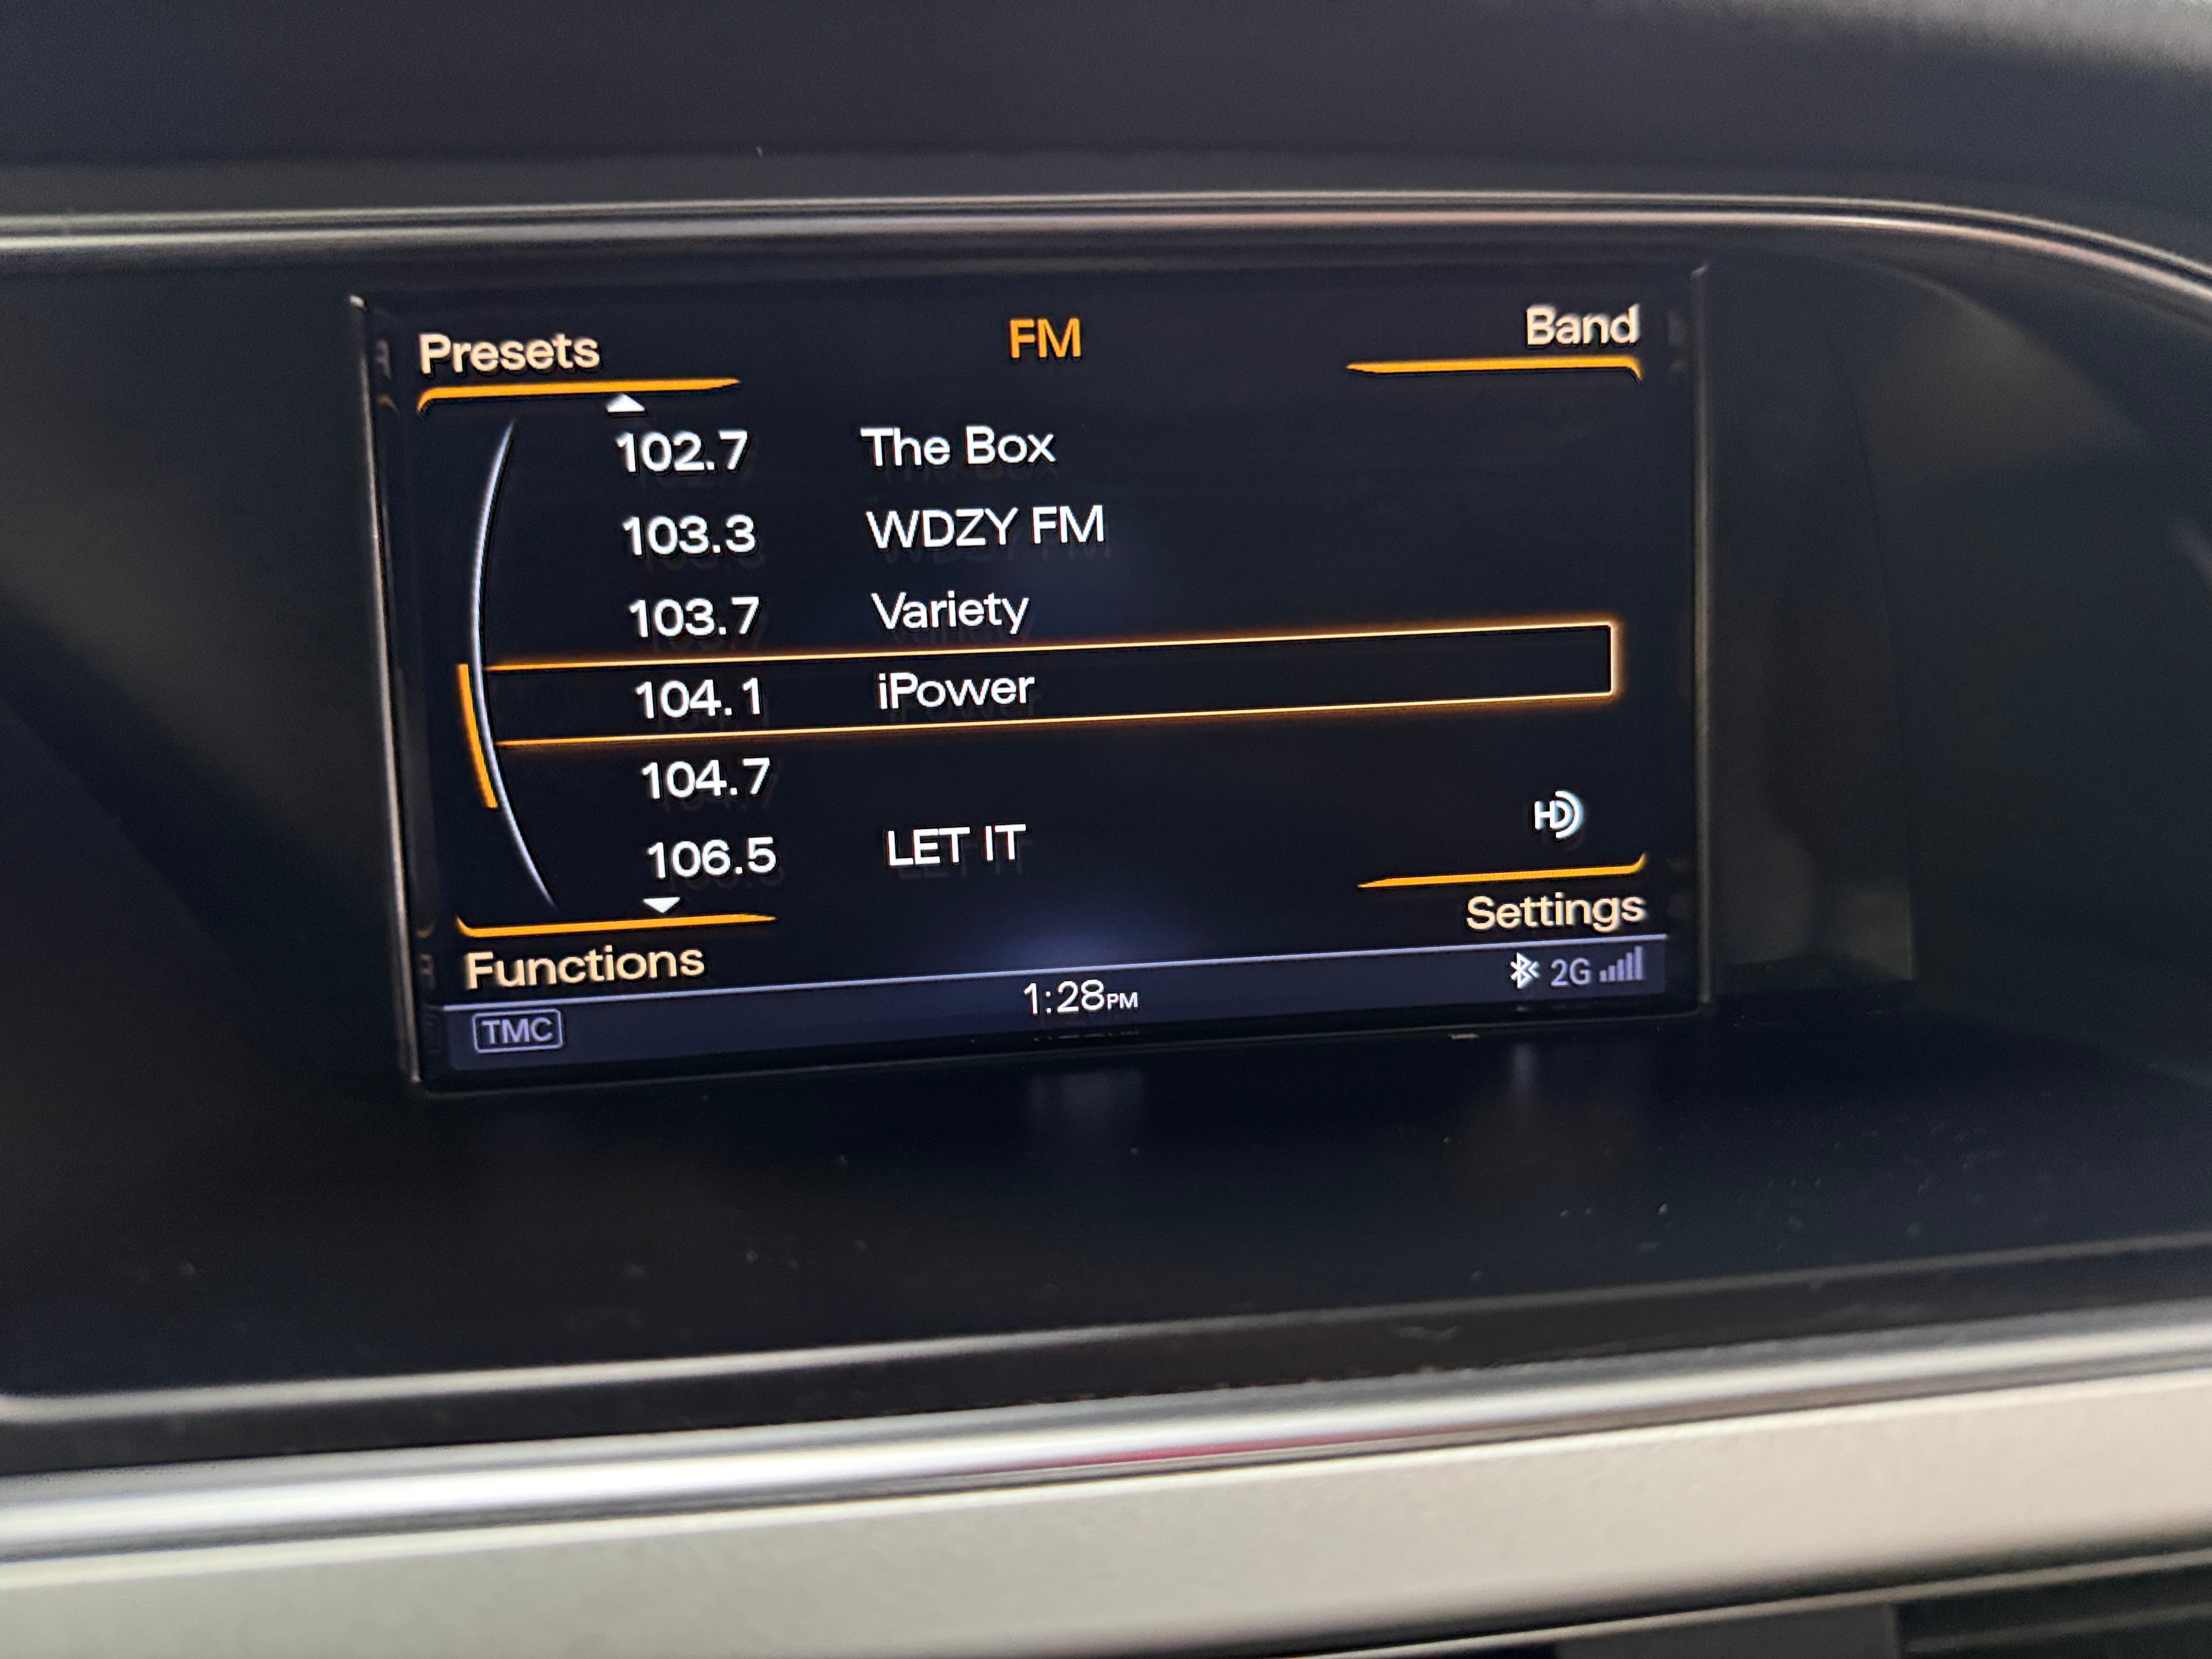 Presets FM Band
102.7 The Box
103.3 WDZY FM
103.7 Variety
104.1 iPower
104.7
106.5 LET IT
HD
Functions Settings
TMC 1:28PM 2G